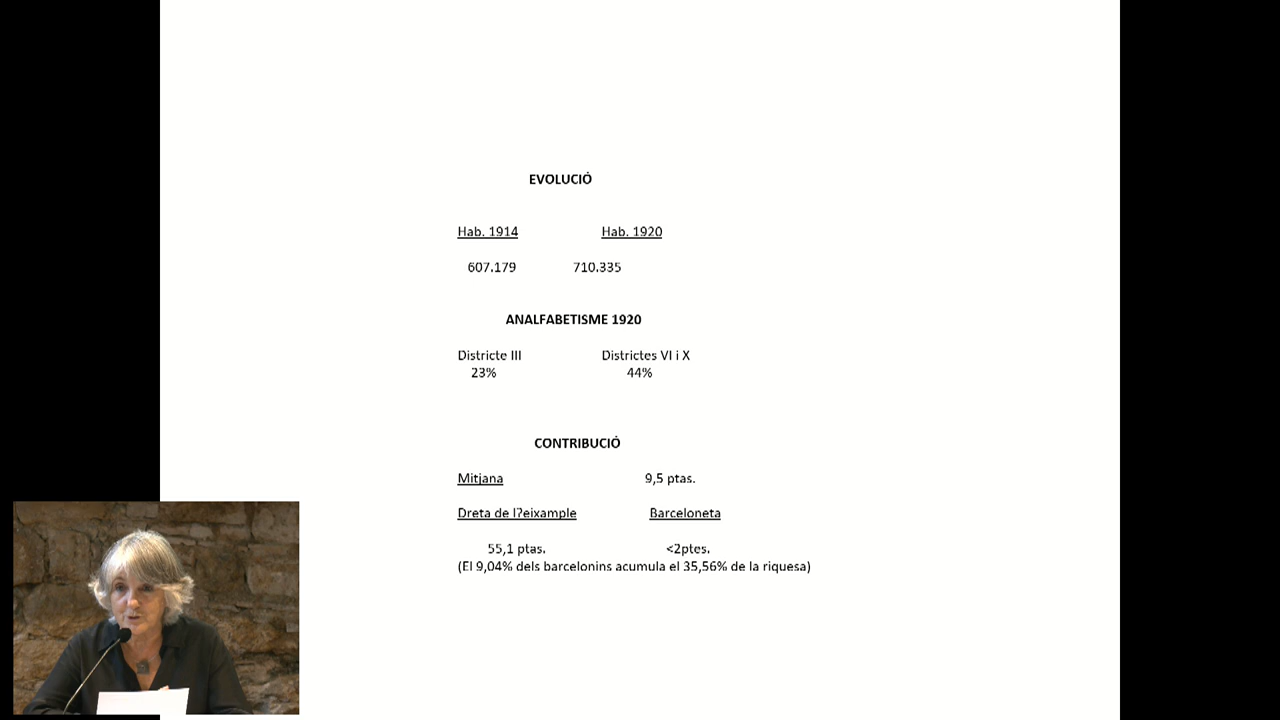 EVOLUCIÓ
Hab. 1914 Hab. 1920
607.179 710.335
ANALFABETISME 1920
Districte III Districtes VI i X
23% 44%
CONTRIBUCIÓ
Mitjana 9,5 ptas.
Dreta de l?eixample Barceloneta
55,1 ptas. <2ptes.
(El 9,04% dels barcelonins acumula el 35,56% de la riquesa)